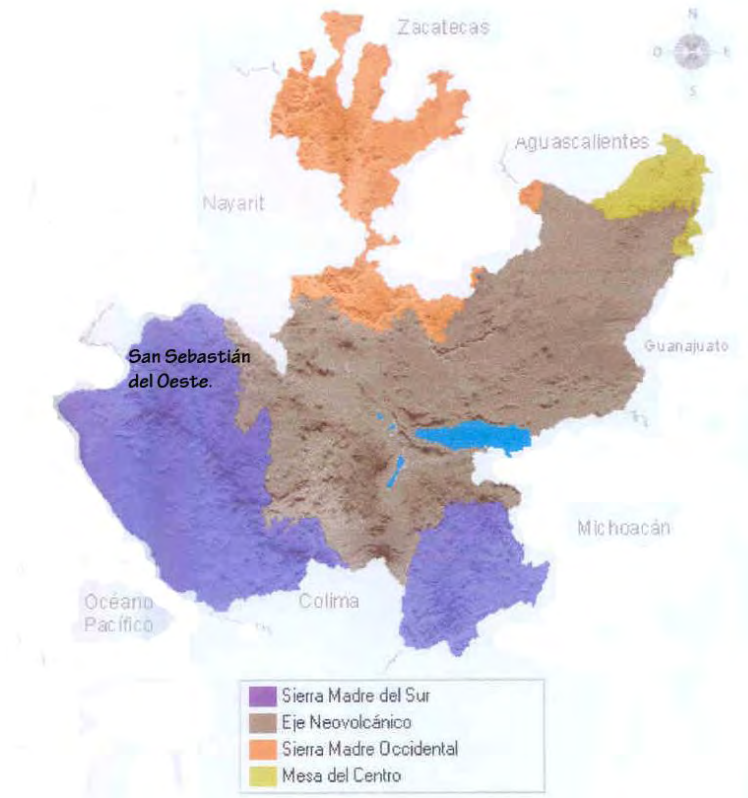 Zacatecas
N
O
E
S
Aguascalientes
Nayarit
Guanajuato
San Sebastián
del Oeste.
Michoacán
Océano
Pacífico
Colima
Sierra Madre del Sur
Eje Neovolcánico
Sierra Madre Occidental
Mesa del Centro